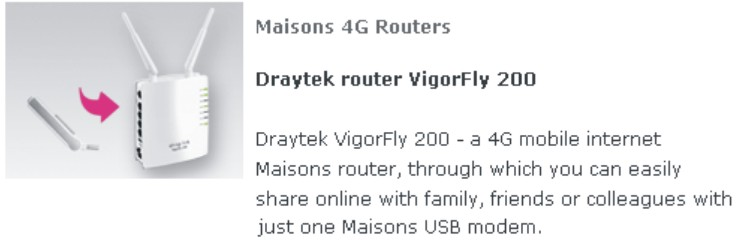 Maisons 4G Routers
Draytek router VigorFly 200
Draytek VigorFly 200 - a 4G mobile internet
Maisons router, through which you can easily
share online with family, friends or colleagues with
just one Maisons USB modem.